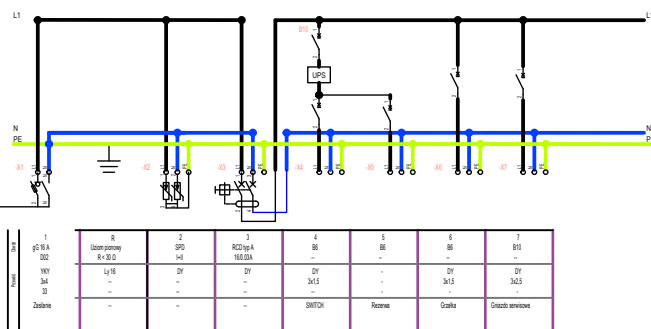 L1
L1
B10
UPS
N
PE
N
PE
-X1
-X2
-X3
-X4
-X5
-X6
-X7
Obwód
1
R
2
3
4
5
6
7
gG 16 A
Uziom pionowy
SPD
RCD typ A
B6
B6
B6
B10
D02
R < 30 Ω
I+II
16/0.03A
--
--
--
--
Przewód
YKY
Ly 16
DY
DY
DY
-
DY
DY
3x4
--
--
--
3x1,5
-
3x1,5
3x2,5
33
--
--
--
--
-
--
--
Zasilanie
SWITCH
Rezerwa
Grzałka
Gniazdo serwisowe